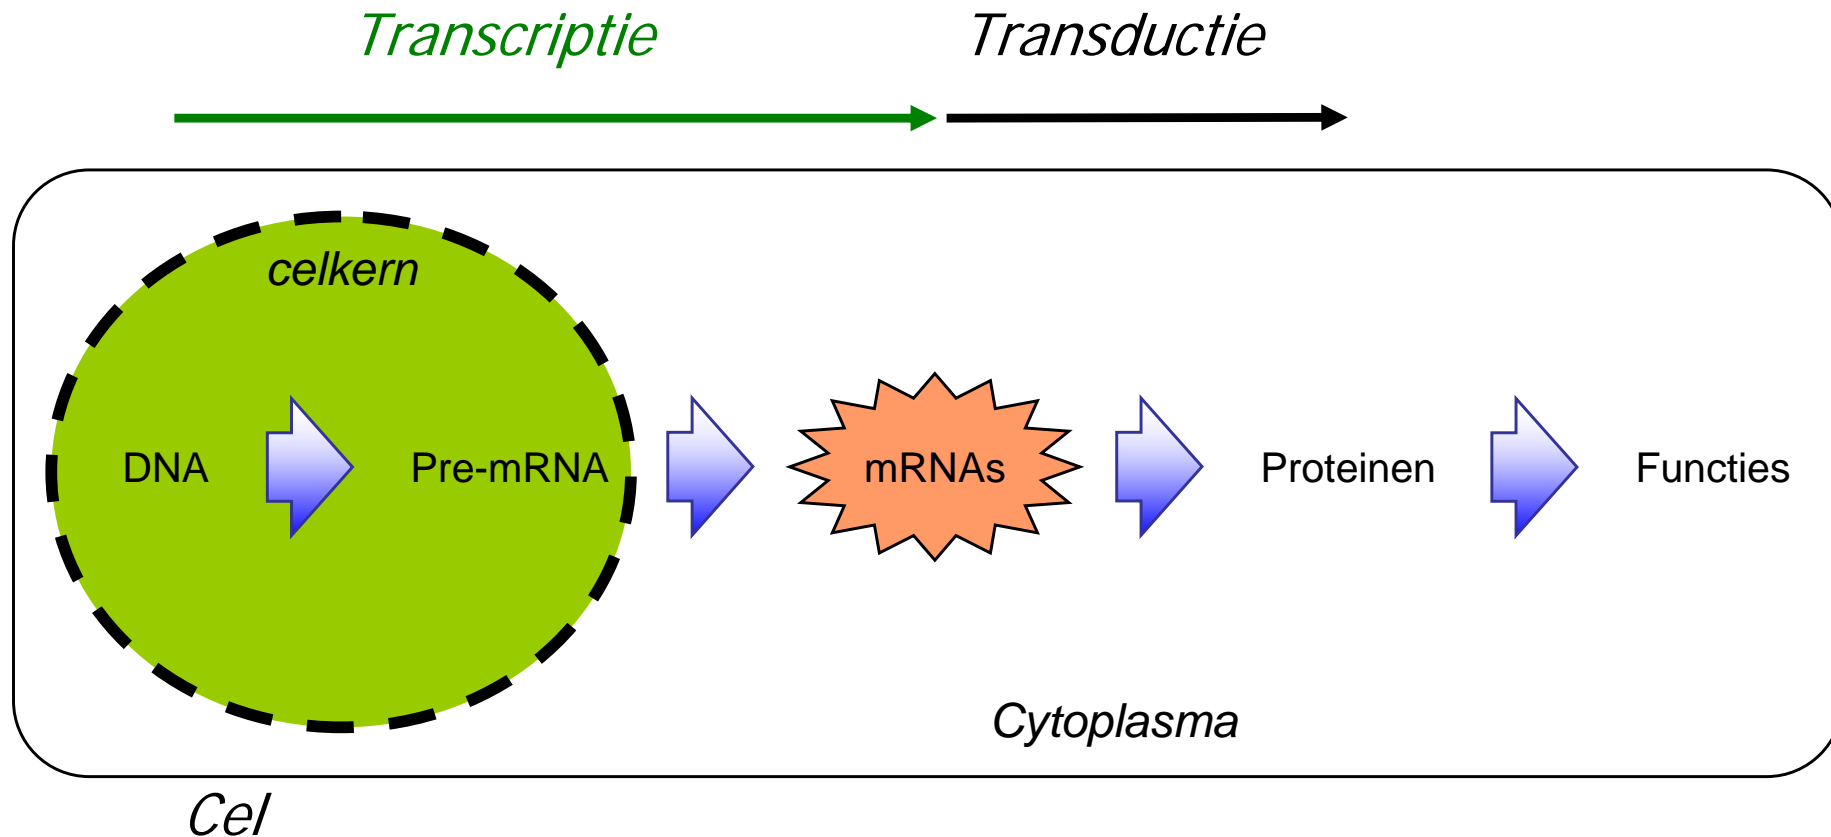 Transcriptie
Transductie
celkern
DNA
Pre-mRNA
mRNAs
Proteinen
Functies
Cytoplasma
Cel